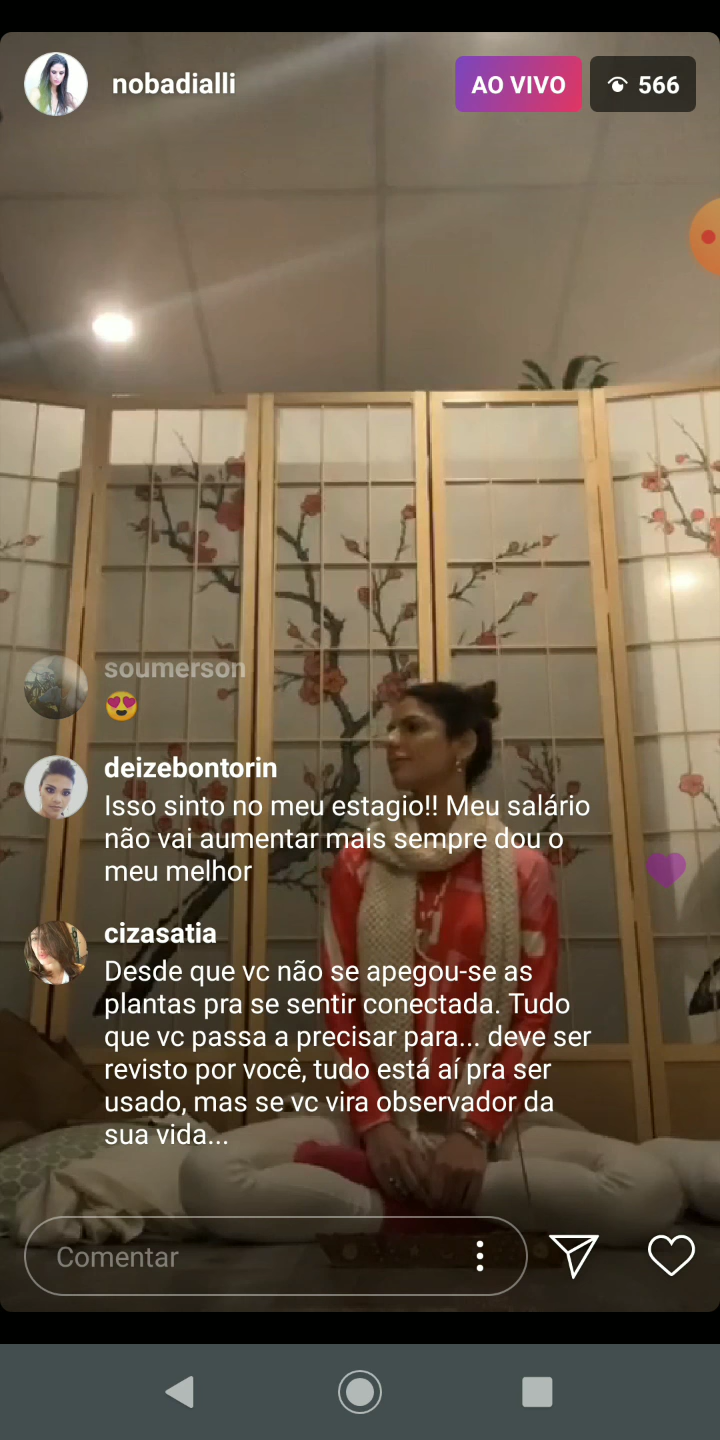 nobadialli
AO VIVO
566
soumerson
😍
deizebontorin
Isso sinto no meu estagio!! Meu salário
não vai aumentar mais sempre dou o
meu melhor
cizasatia
Desde que vc não se apegou-se as
plantas pra se sentir conectada. Tudo
que vc passa a precisar para... deve ser
revisto por você, tudo está aí pra ser
usado, mas se vc vira observador da
sua vida...
Comentar